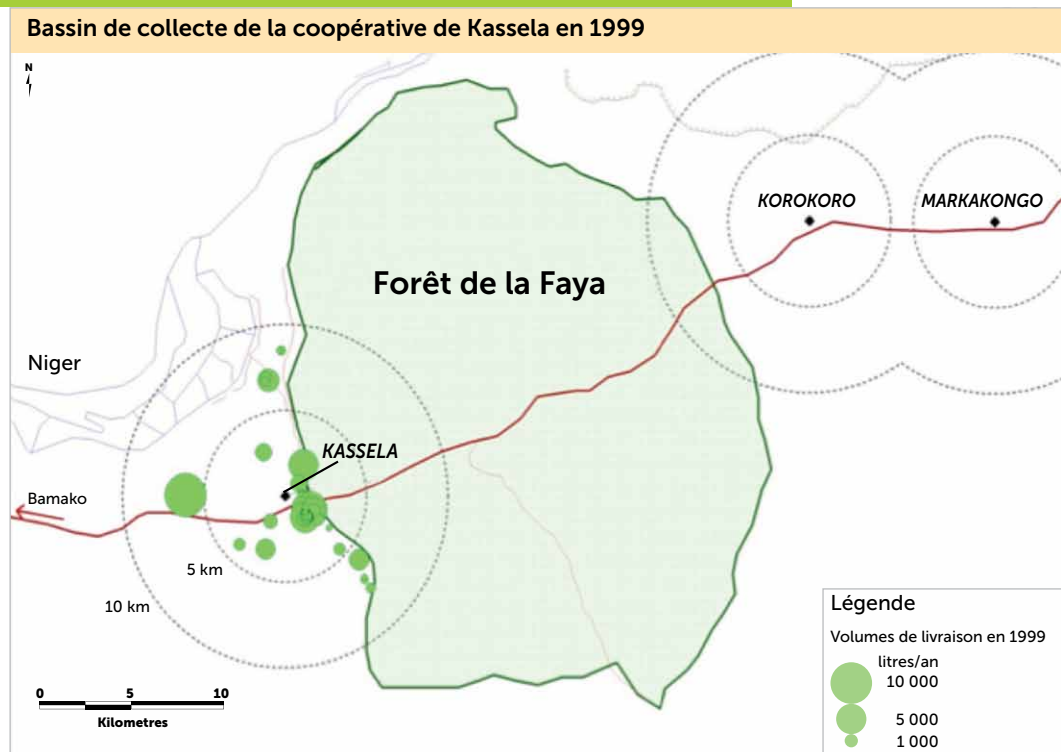 Bassin de collecte de la coopérative de Kassela en 1999
N
KOROKORO
MARKAKONGO
Forêt de la Faya
Niger
KASSELA
Bamako
5 km
10 km
0 5 10
Kilometres
Légende
Volumes de livraison en 1999
litres/an
10 000
5 000
1 000